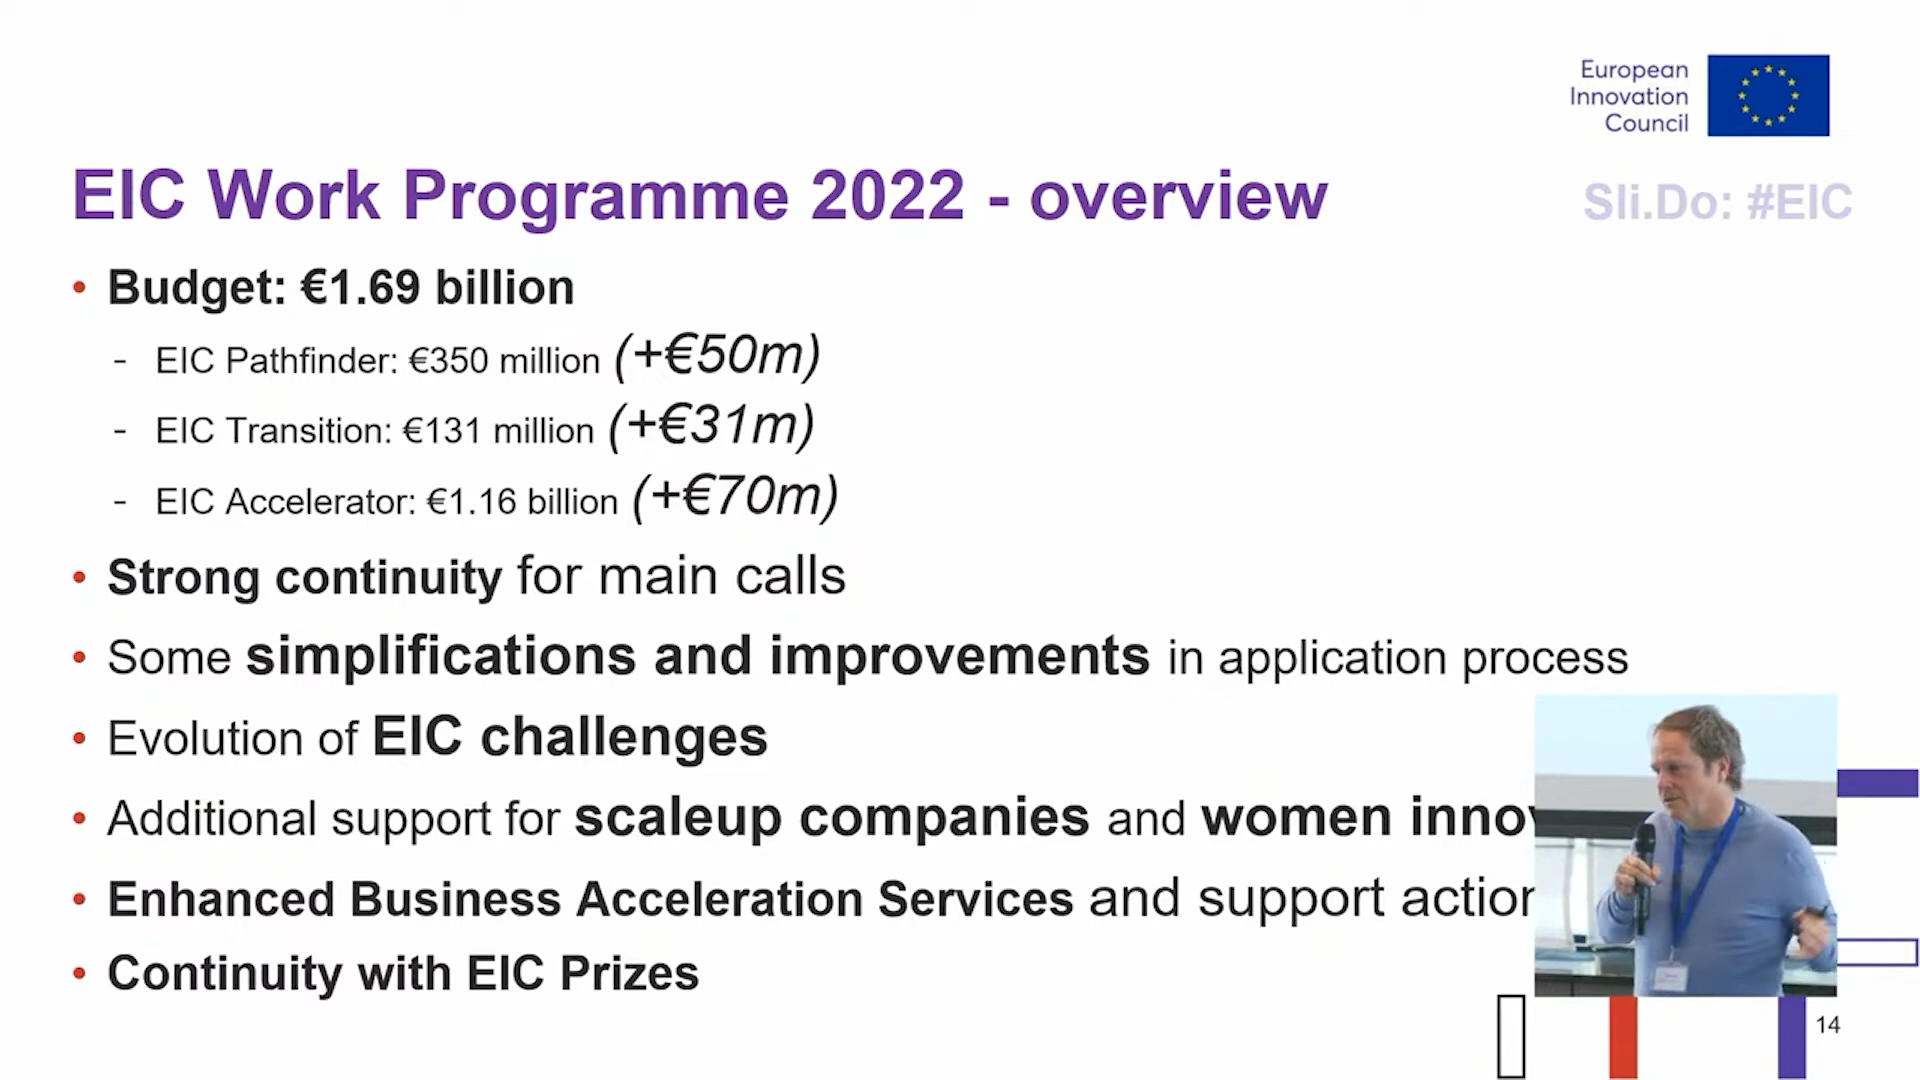 European
Innovation
Council
EIC Work Programme 2022 - overview
Sli.Do: #EIC
• Budget: €1.69 billion
- EIC Pathfinder: €350 million (+€50m)
- EIC Transition: €131 million (+€31m)
- EIC Accelerator: €1.16 billion (+€70m)
• Strong continuity for main calls
• Some simplifications and improvements in application process
• Evolution of EIC challenges
• Additional support for scaleup companies and women
• Enhanced Business Acceleration Services and support
• Continuity with EIC Prizes
14